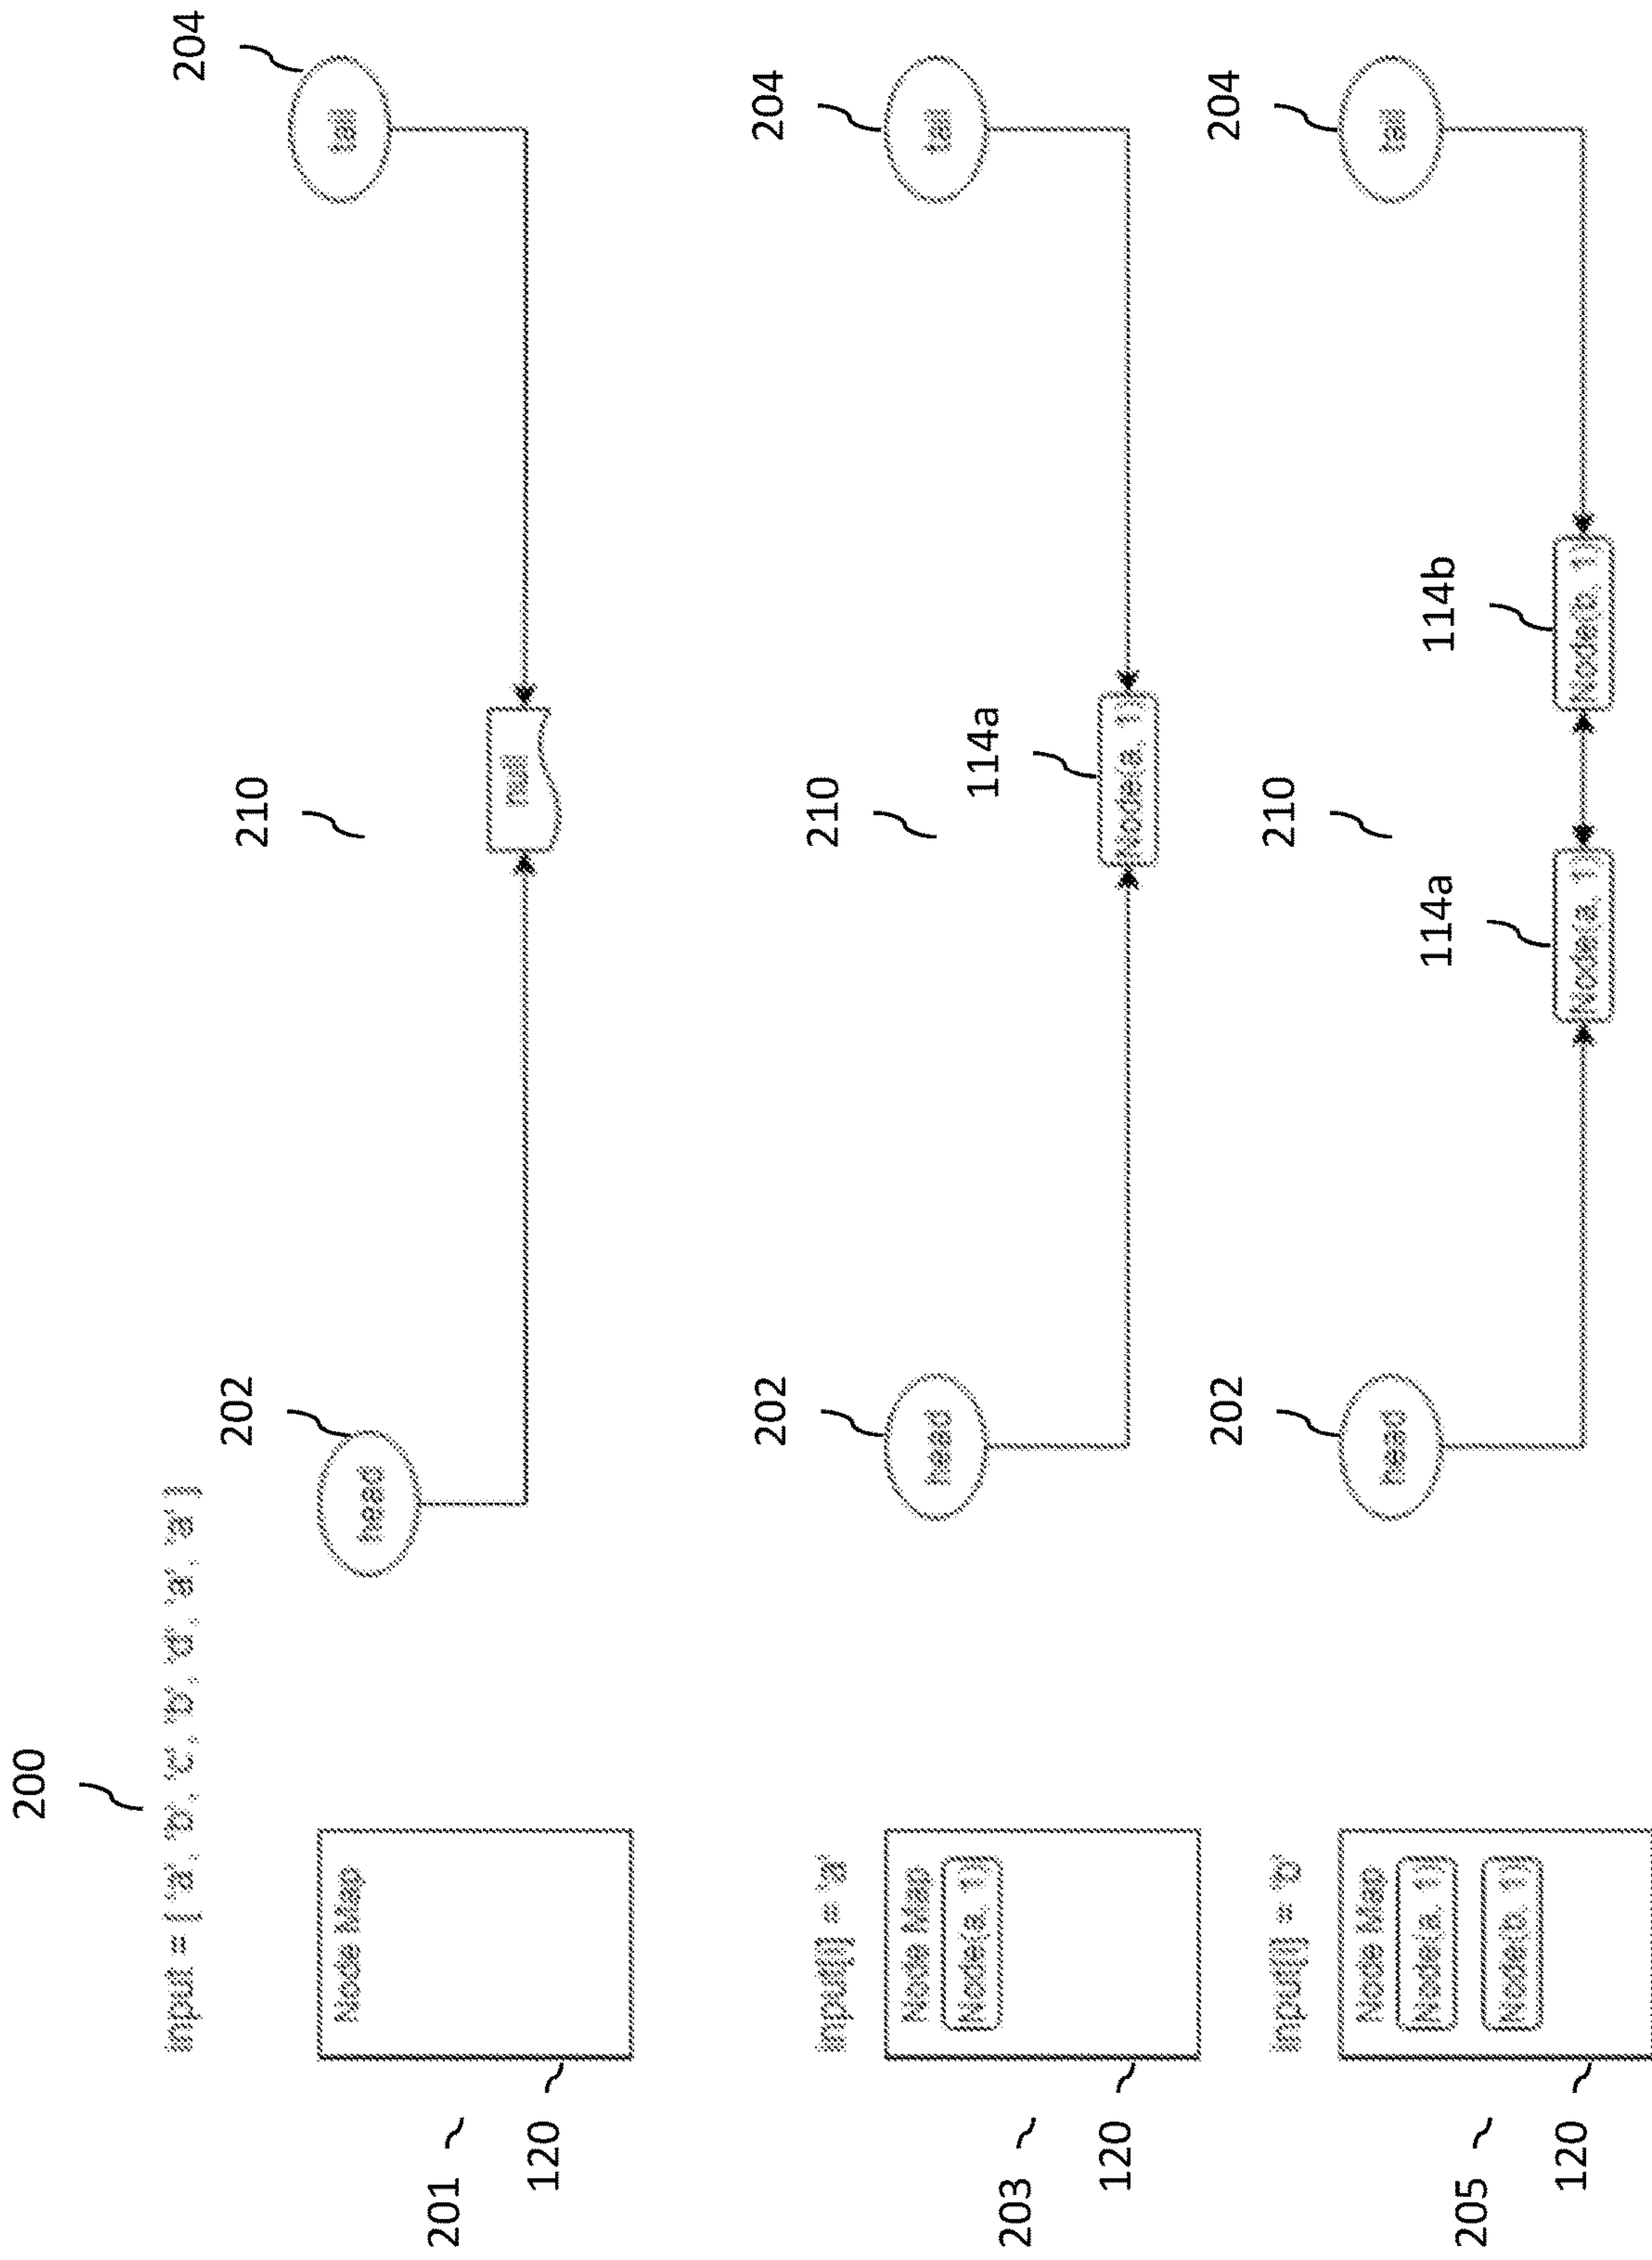 200
input = [ 'a', 'b', 'c', 'b', 'd', 'a', 'a' ]
201
120
Node Map
202
head
210
null
204
tail
input[i] = 'a'
203
120
Node Map
Node(a, 1)
202
head
210
114a
Node(a, 1)
204
tail
input[i] = 'b'
205
120
Node Map
Node(a, 1)
Node(b, 1)
202
head
210
114a
Node(a, 1)
114b
Node(b, 1)
204
tail